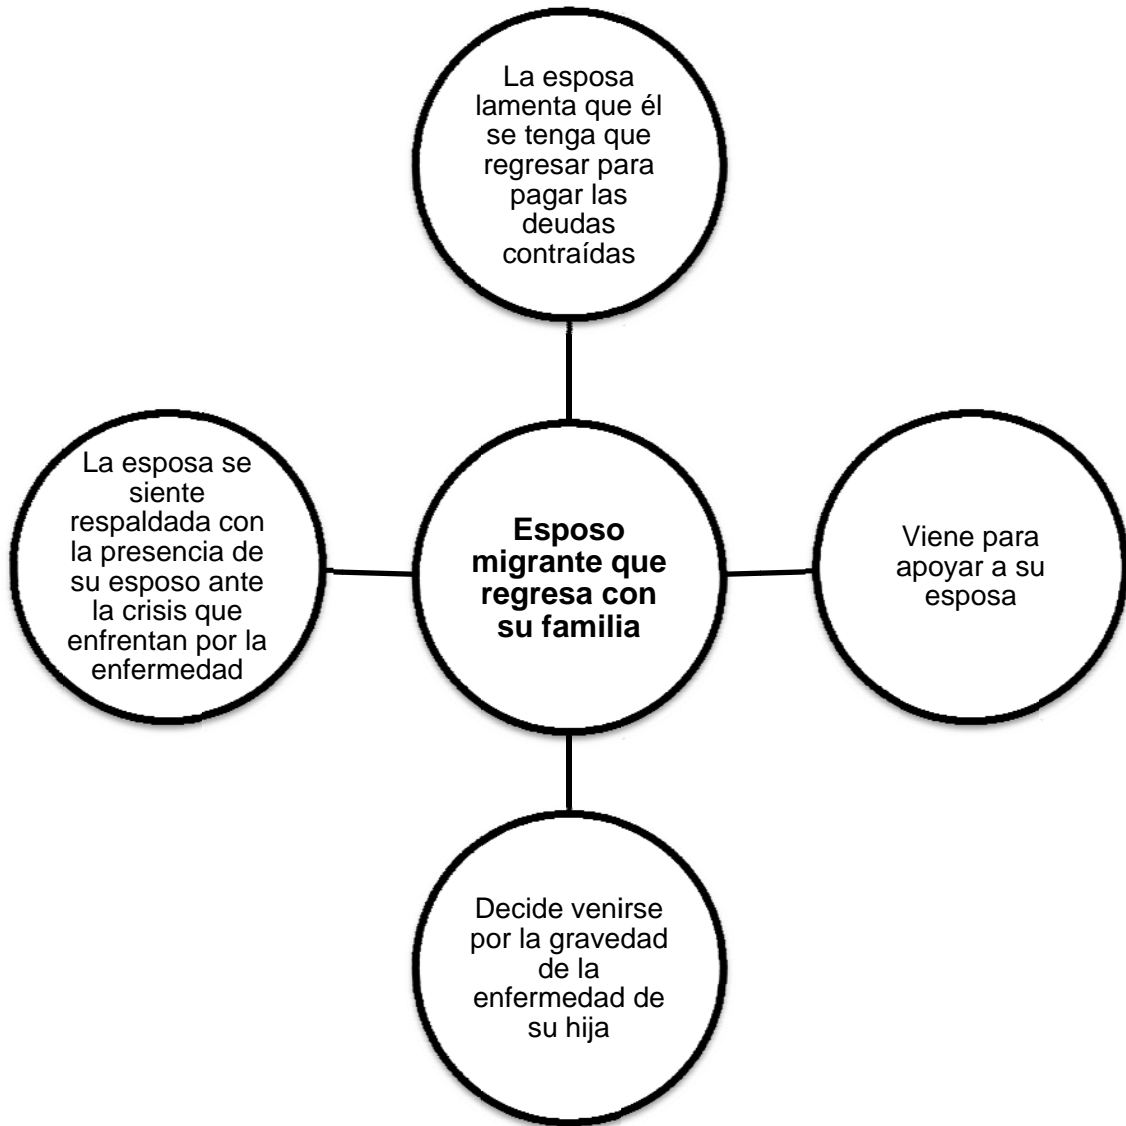 La esposa
lamenta que él
se tenga que
regresar para
pagar las
deudas
contraídas
La esposa se
siente
respaldada con
la presencia de
su esposo ante
la crisis que
enfrentan por la
enfermedad
Esposo
migrante que
regresa con
su familia
Viene para
apoyar a su
esposa
Decide venirse
por la gravedad
de la
enfermedad de
su hija